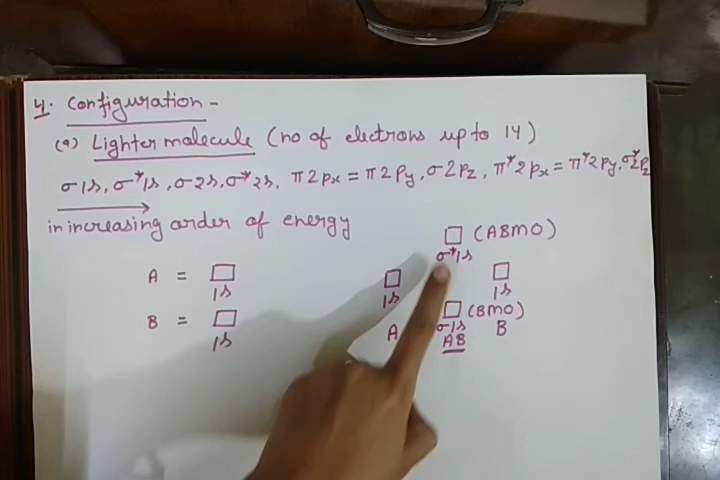 4. Configuration -
(a) Lighter molecule (no of electrons up to 14)
σ1s, σ*1s, σ2s, σ*2s, π2px = π2py, σ2pz, π*2px = π*2py, σ*2pz
in increasing order of energy
□ (ABMO)
σ*1s
A = □
1s
□ □
1s 1s
B = □
1s
□ (BMO)
σ1s
A AB B